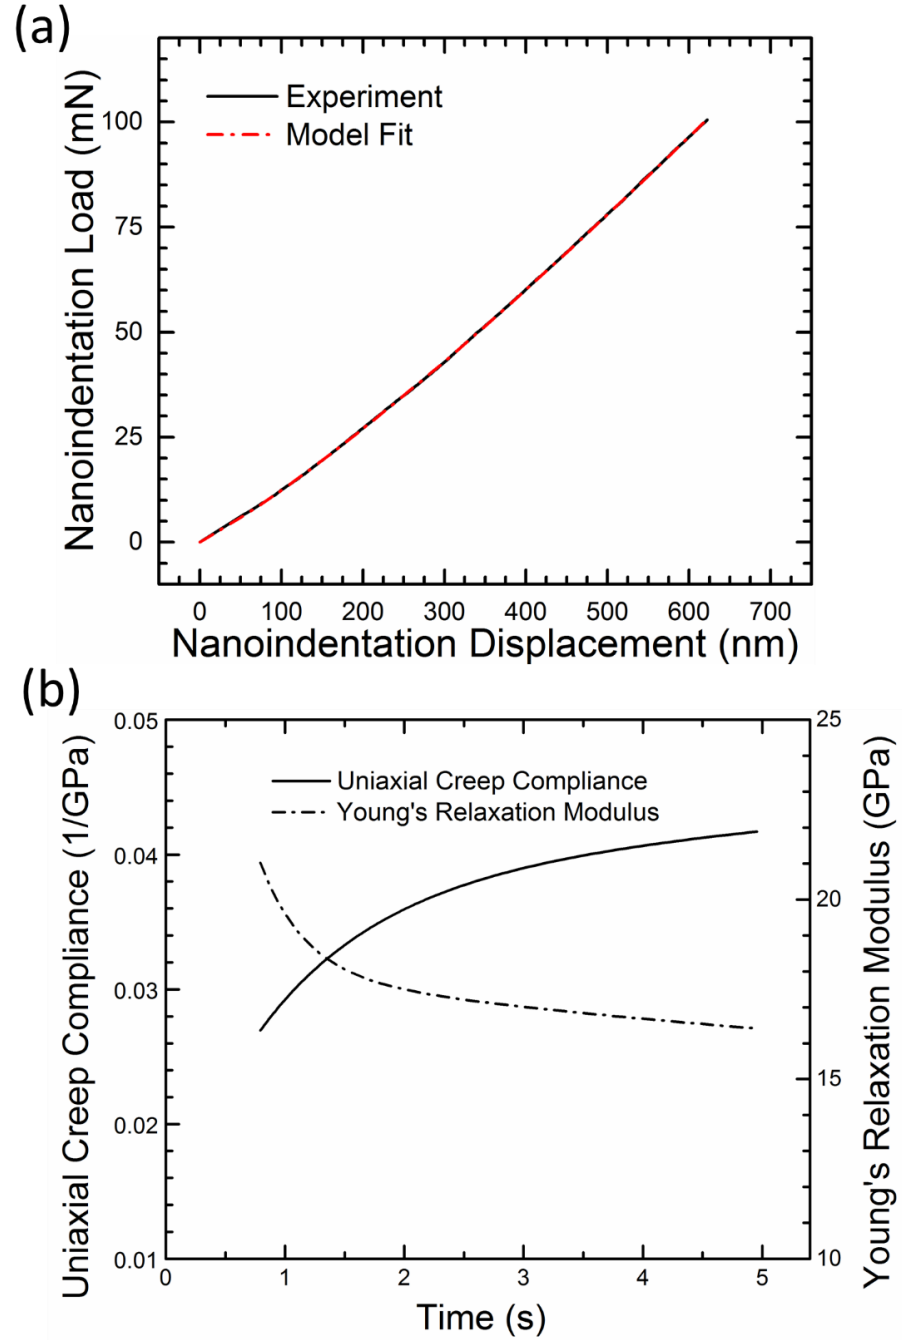 (a)
Nanoindentation Load (mN)
Experiment
Model Fit
100
75
50
25
0
0 100 200 300 400 500 600 700
Nanoindentation Displacement (nm)
(b)
Uniaxial Creep Compliance (1/GPa)
0.05
0.04
0.03
0.02
0.01
Uniaxial Creep Compliance
Young's Relaxation Modulus
25
20
15
10
Young's Relaxation Modulus (GPa)
0 1 2 3 4 5
Time (s)